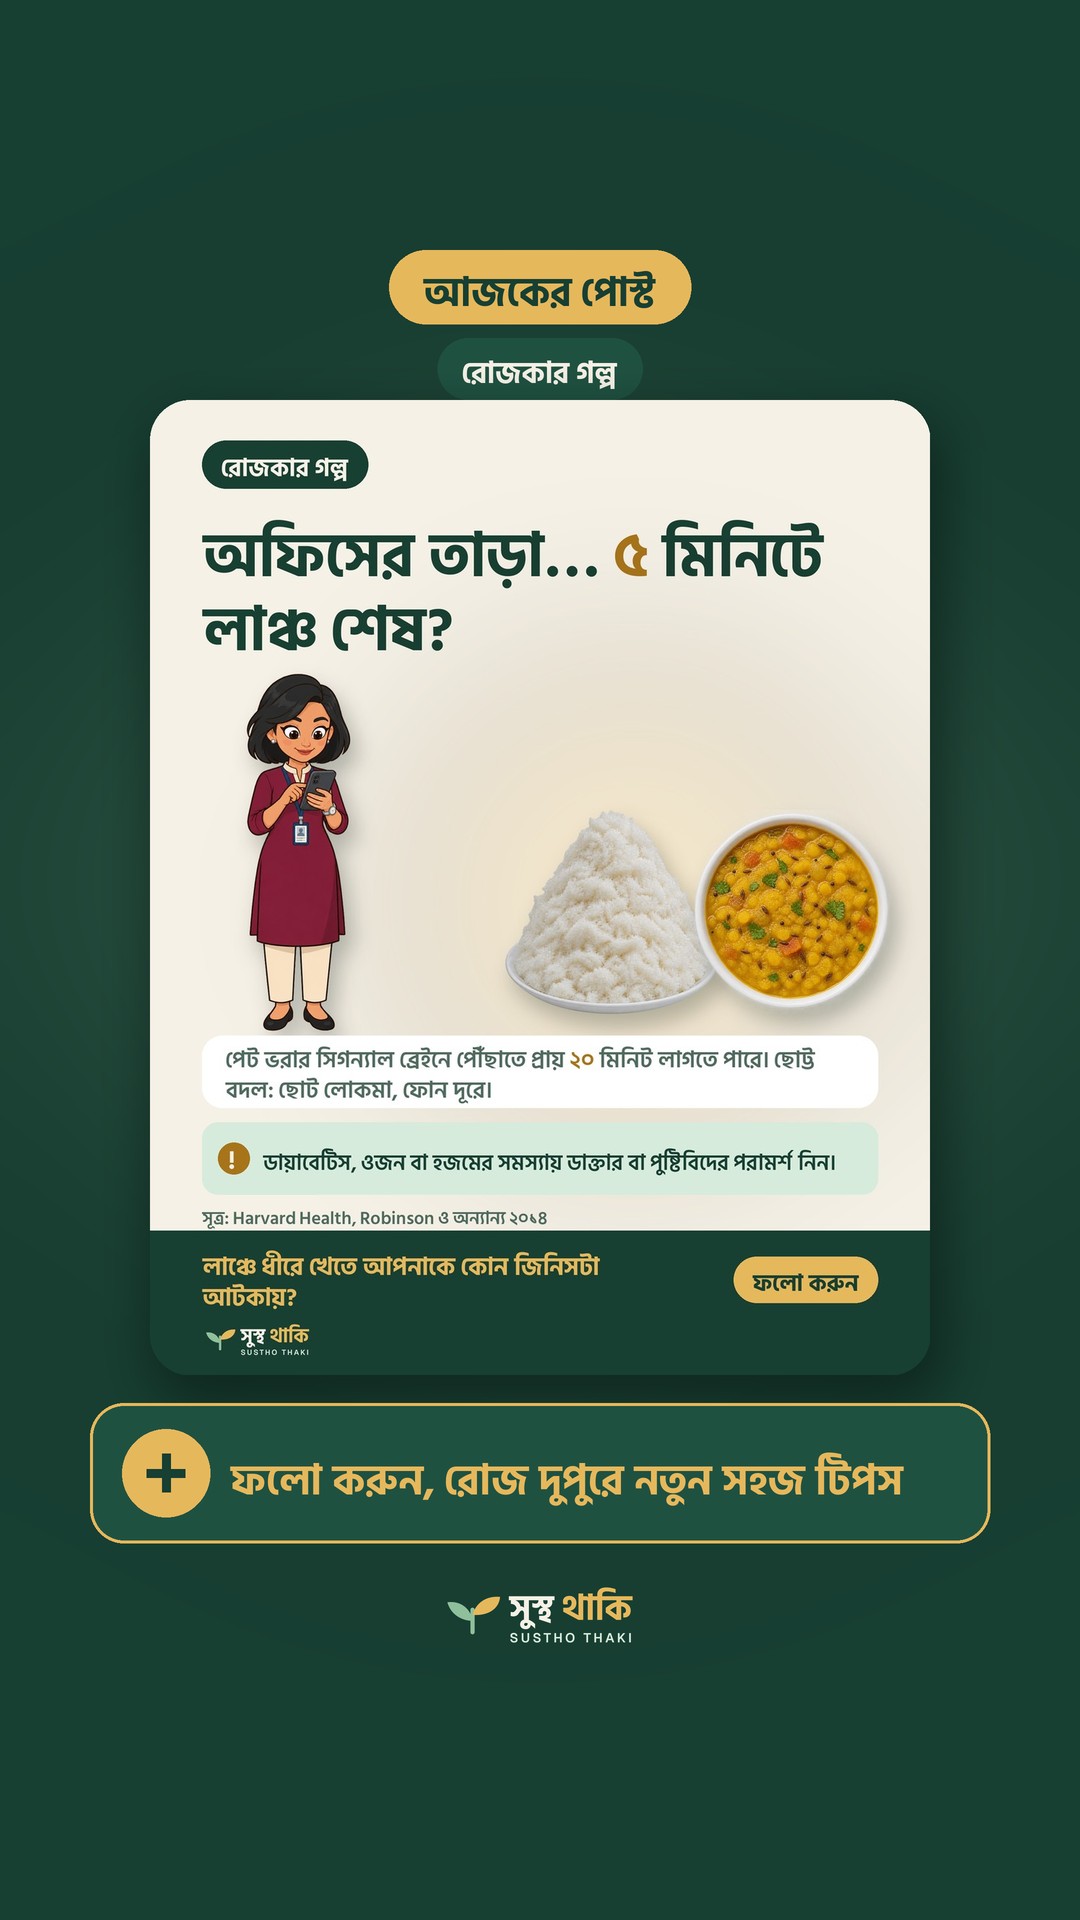 আজকের পোস্ট
রোজকার গল্প
রোজকার গল্প
অফিসের তাড়া... ৫ মিনিটে
লাঞ্চ শেষ?
পেট ভরার সিগন্যাল ব্রেইনে পৌঁছাতে প্রায় ২০ মিনিট লাগতে পারে। ছোট্ট
বদল: ছোট লোকমা, ফোন দূরে।
! ডায়াবেটিস, ওজন বা হজমের সমস্যায় ডাক্তার বা পুষ্টিবিদের পরামর্শ নিন।
সূত্র: Harvard Health, Robinson ও অন্যান্য ২০১৪
লাঞ্চে ধীরে খেতে আপনাকে কোন জিনিসটা
আটকায়?
ফলো করুন
সুস্থ থাকি
SUSTHO THAKI
+ ফলো করুন, রোজ দুপুরে নতুন সহজ টিপস
সুস্থ থাকি
SUSTHO THAKI